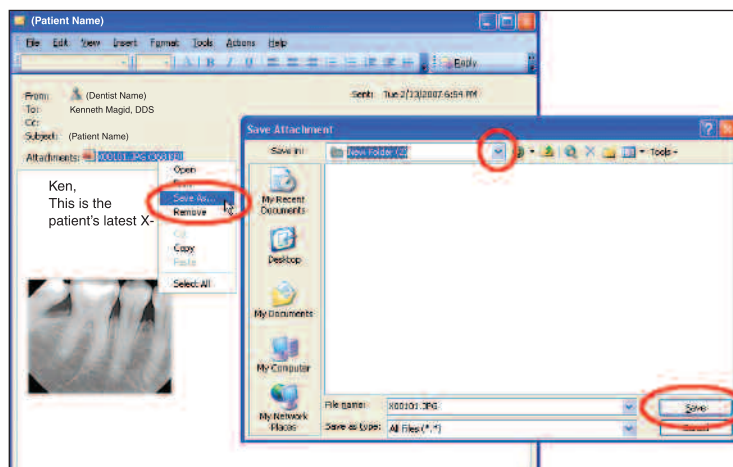 (Patient Name)
File Edit View Insert Format Tools Actions Help
A B I U Reply
From: (Dentist Name) Sent: Tue 2/13/2007 6:54 PM
To: Kenneth Magid, DDS
Cc:
Subject: (Patient Name)
Attachments: X00101.JPG
Ken,
This is the
patient's latest X-
Open
Save As...
Remove
Copy
Paste
Select All
Save Attachment
Save in: New Folder (2) Tools
My Recent
Documents
Desktop
My Documents
My Computer
My Network
Places
File name: X00101.JPG Save
Save as type: All Files (*.*) Cancel